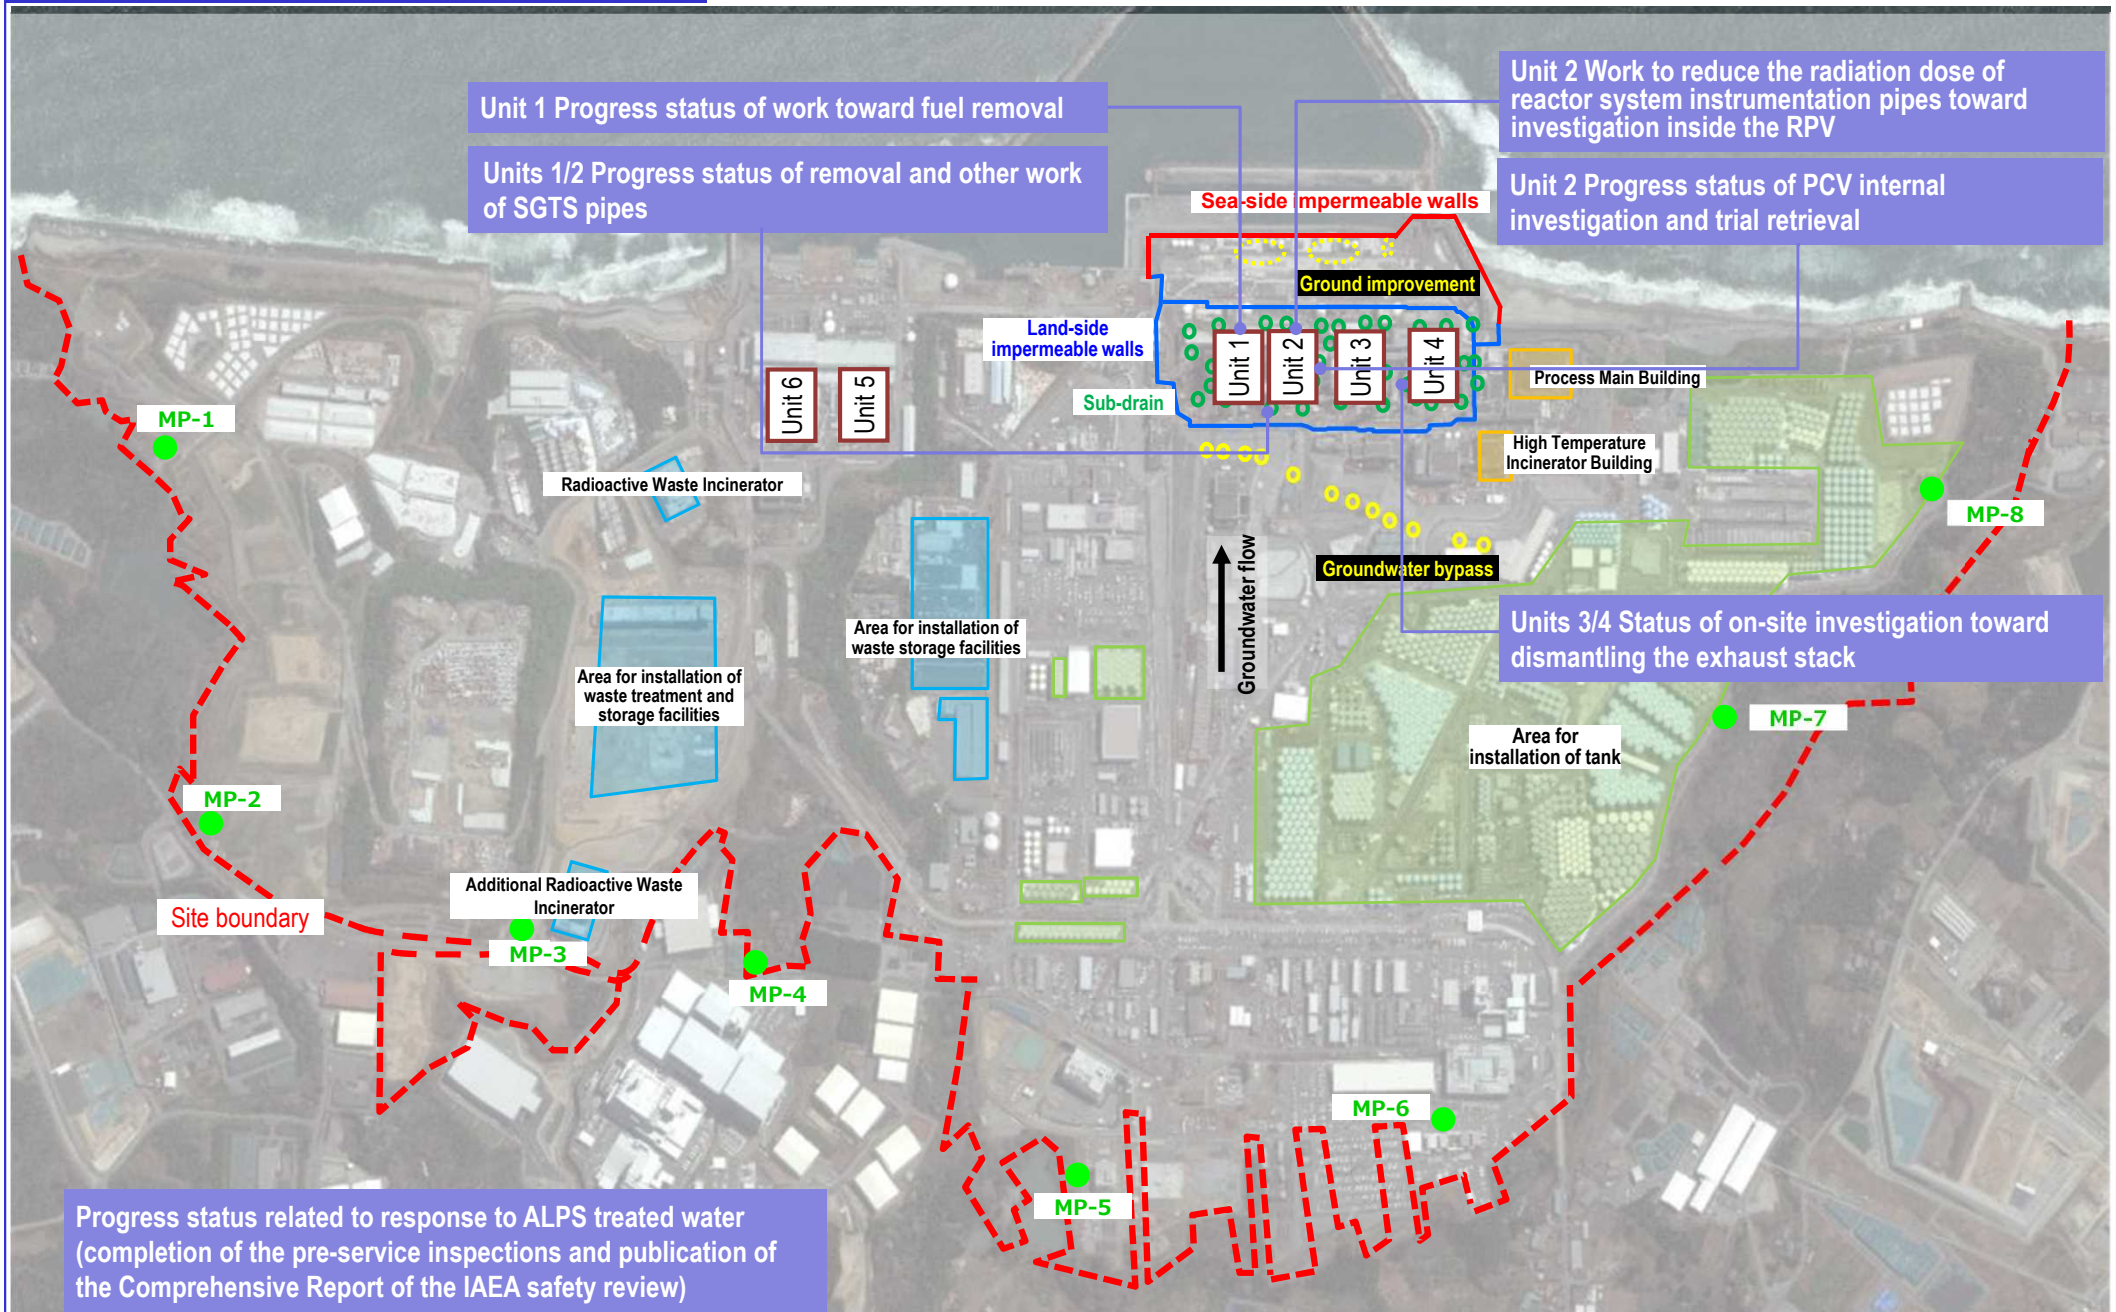 Unit 1 Progress status of work toward fuel removal
Units 1/2 Progress status of removal and other work
of SGTS pipes
Unit 2 Work to reduce the radiation dose of
reactor system instrumentation pipes toward
investigation inside the RPV
Unit 2 Progress status of PCV internal
investigation and trial retrieval
Sea-side impermeable walls
Ground improvement
Land-side
impermeable walls
Sub-drain
Unit 1
Unit 2
Unit 3
Unit 4
Unit 6
Unit 5
Process Main Building
High Temperature
Incinerator Building
MP-1
Radioactive Waste Incinerator
MP-8
Groundwater flow
Groundwater bypass
Area for installation of
waste storage facilities
Units 3/4 Status of on-site investigation toward
dismantling the exhaust stack
Area for installation of
waste treatment and
storage facilities
MP-7
Area for
installation of tank
MP-2
Additional Radioactive Waste
Incinerator
Site boundary
MP-3
MP-4
MP-6
MP-5
Progress status related to response to ALPS treated water
(completion of the pre-service inspections and publication of
the Comprehensive Report of the IAEA safety review)